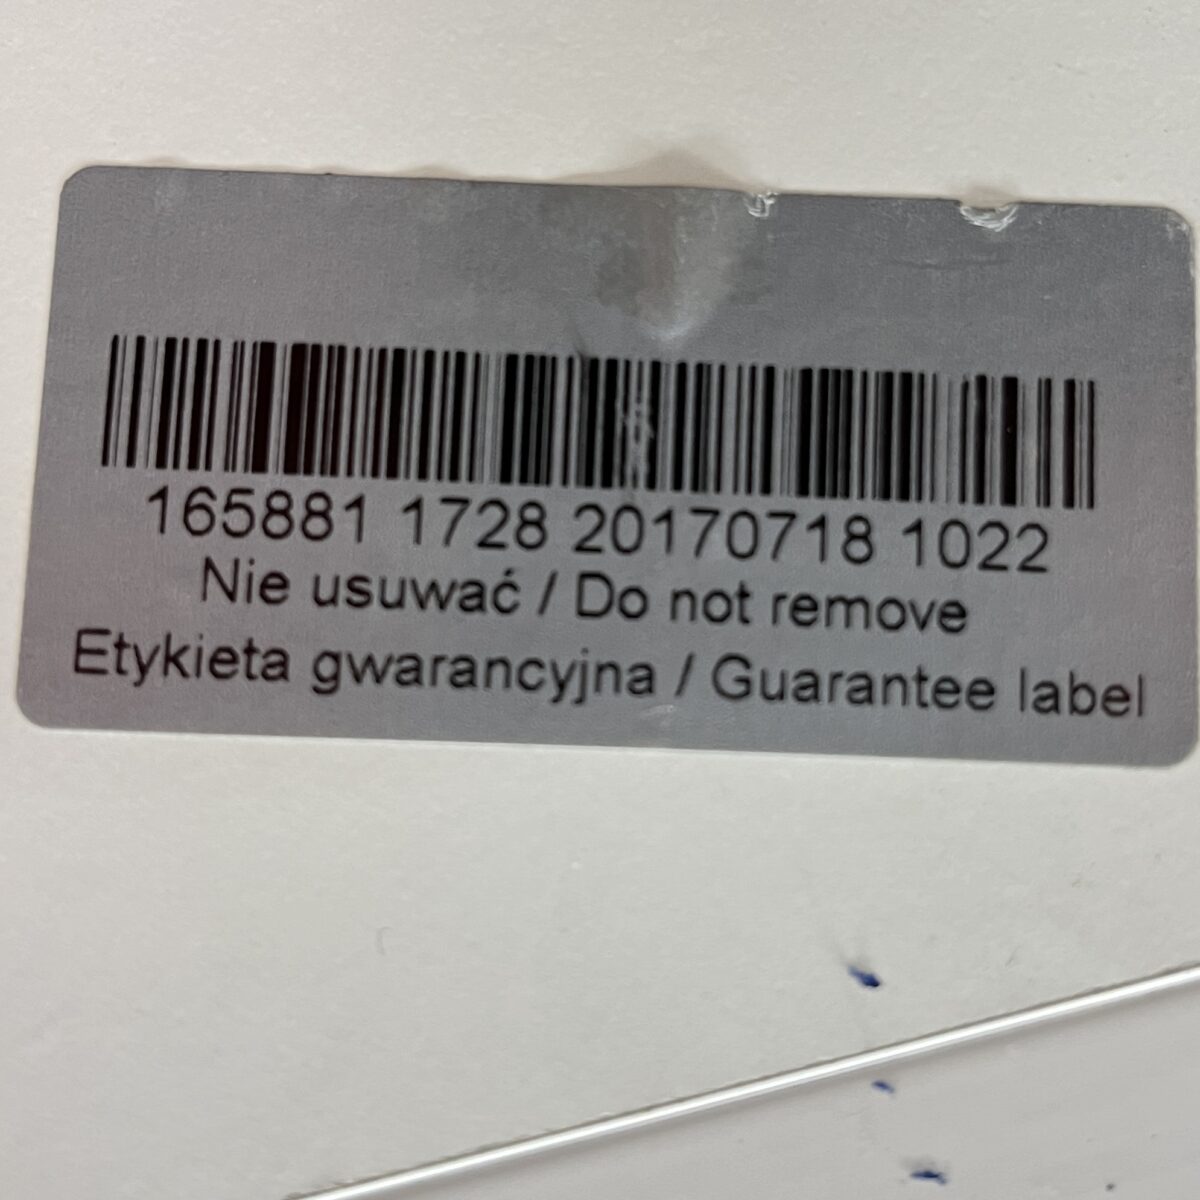 165881 1728 20170718 1022
Nie usuwać / Do not remove
Etykieta gwarancyjna / Guarantee label